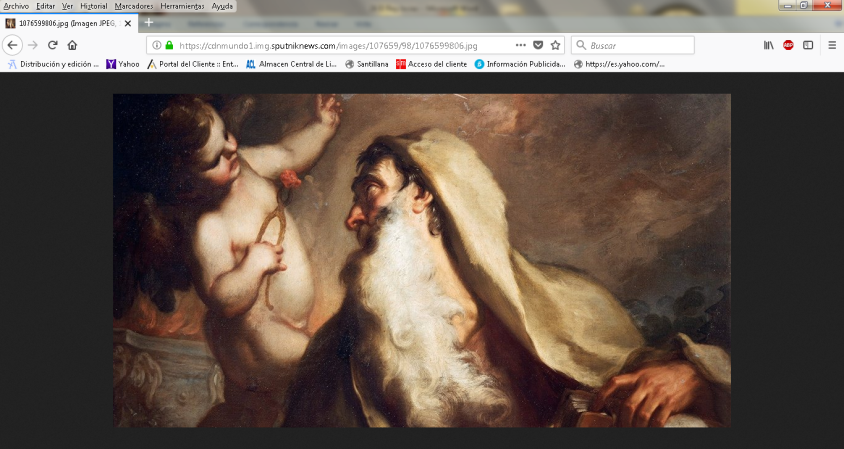 Archivo Editar Ver Historial Marcadores Herramientas Ayuda
1076599806.jpg (Imagen JPEG,
https://cdnmundo1.img.sputniknews.com/images/107659/98/1076599806.jpg
Buscar
ABP
Distribución y edición ... Yahoo Portal del Cliente :: Ent... Almacen Central de Li... Santillana Acceso del cliente Información Publicida... https://es.yahoo.com/...